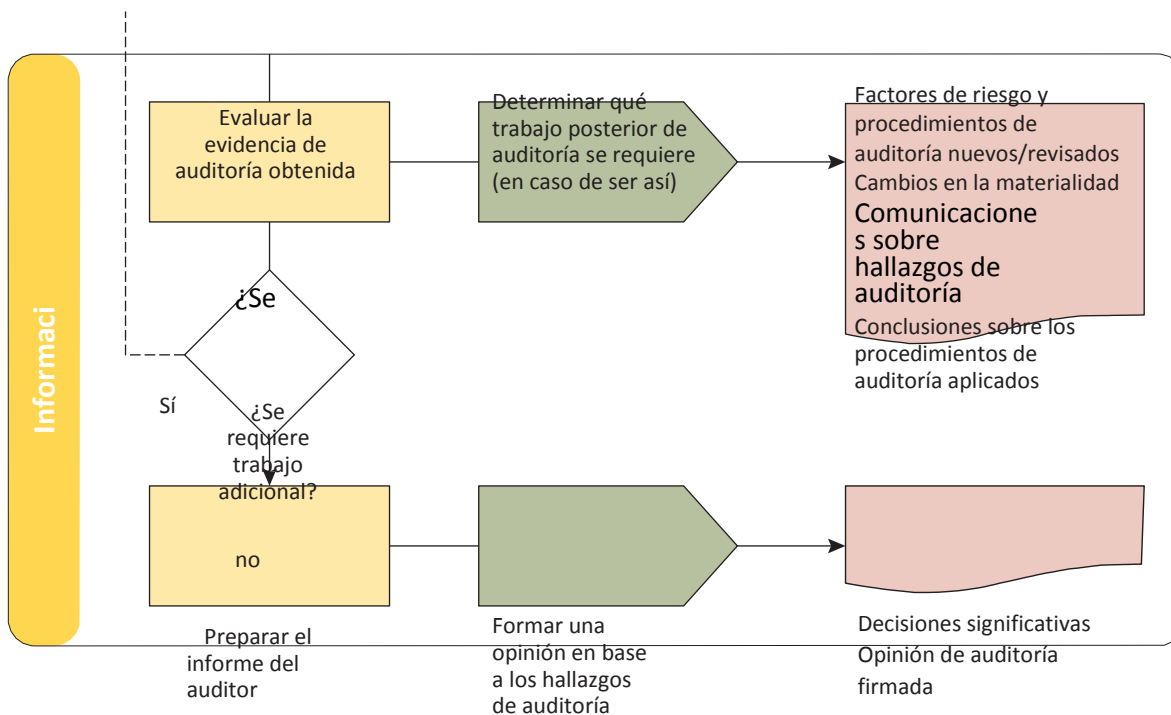 Informaci
Evaluar la
evidencia de
auditoría obtenida
Determinar qué
trabajo posterior de
auditoría se requiere
(en caso de ser así)
Factores de riesgo y
procedimientos de
auditoría nuevos/revisados
Cambios en la materialidad
Comunicacione
s sobre
hallazgos de
auditoría
Conclusiones sobre los
procedimientos de
auditoría aplicados
¿Se
Sí
¿Se
requiere
trabajo
adicional?
no
Preparar el
informe del
auditor
Formar una
opinión en base
a los hallazgos
de auditoría
Decisiones significativas
Opinión de auditoría
firmada